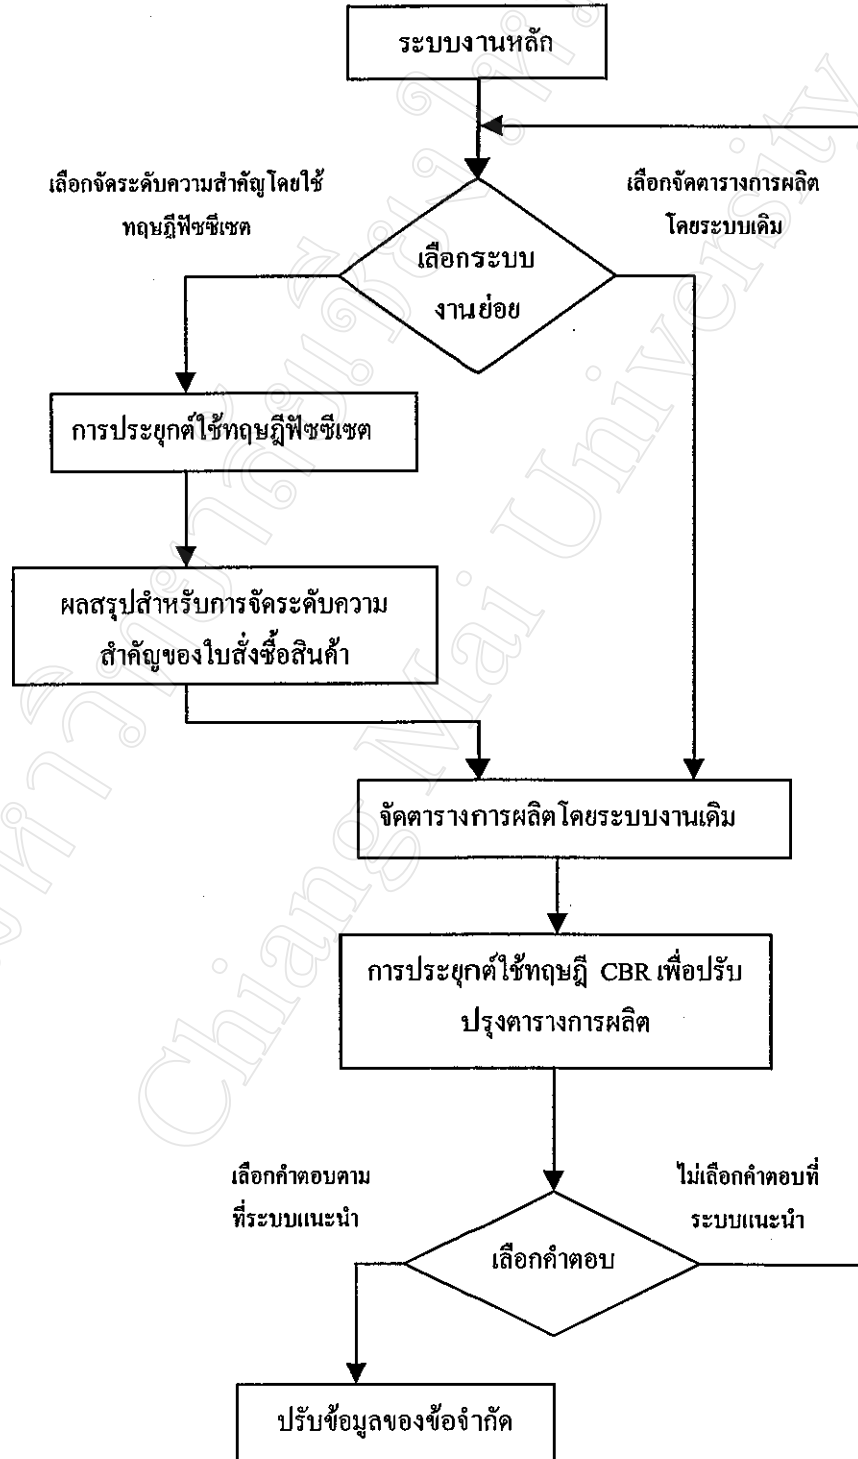 ระบบงานหลัก
เลือกจัดระดับความสำคัญโดยใช้
ทฤษฎีฟัซซีเซต
เลือกจัดตารางการผลิต
โดยระบบเดิม
เลือกระบบ
งานย่อย
การประยุกต์ใช้ทฤษฎีฟัซซีเซต
ผลสรุปสำหรับการจัดระดับความ
สำคัญของใบสั่งซื้อสินค้า
จัดตารางการผลิตโดยระบบงานเดิม
การประยุกต์ใช้ทฤษฎี CBR เพื่อปรับ
ปรุงตารางการผลิต
เลือกคำตอบตาม
ที่ระบบแนะนำ
ไม่เลือกคำตอบที่
ระบบแนะนำ
เลือกคำตอบ
ปรับข้อมูลของข้อจำกัด
Chiang Mai University